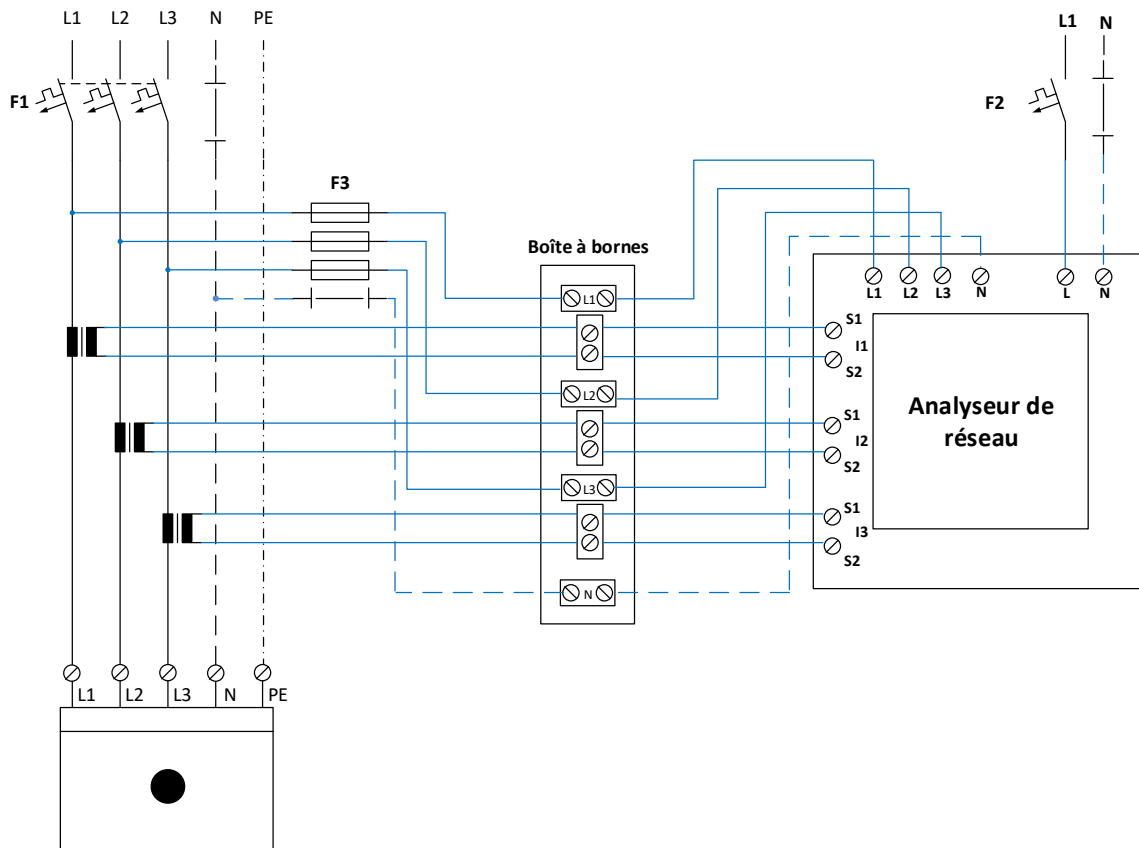 L1 L2 L3 N PE
L1 N
F1
F2
F3
Boîte à bornes
L1
L2
L3
N
L1 L2 L3 N L N
S1
I1
S2
S1
I2
S2
S1
I3
S2
Analyseur de
réseau
L1 L2 L3 N PE